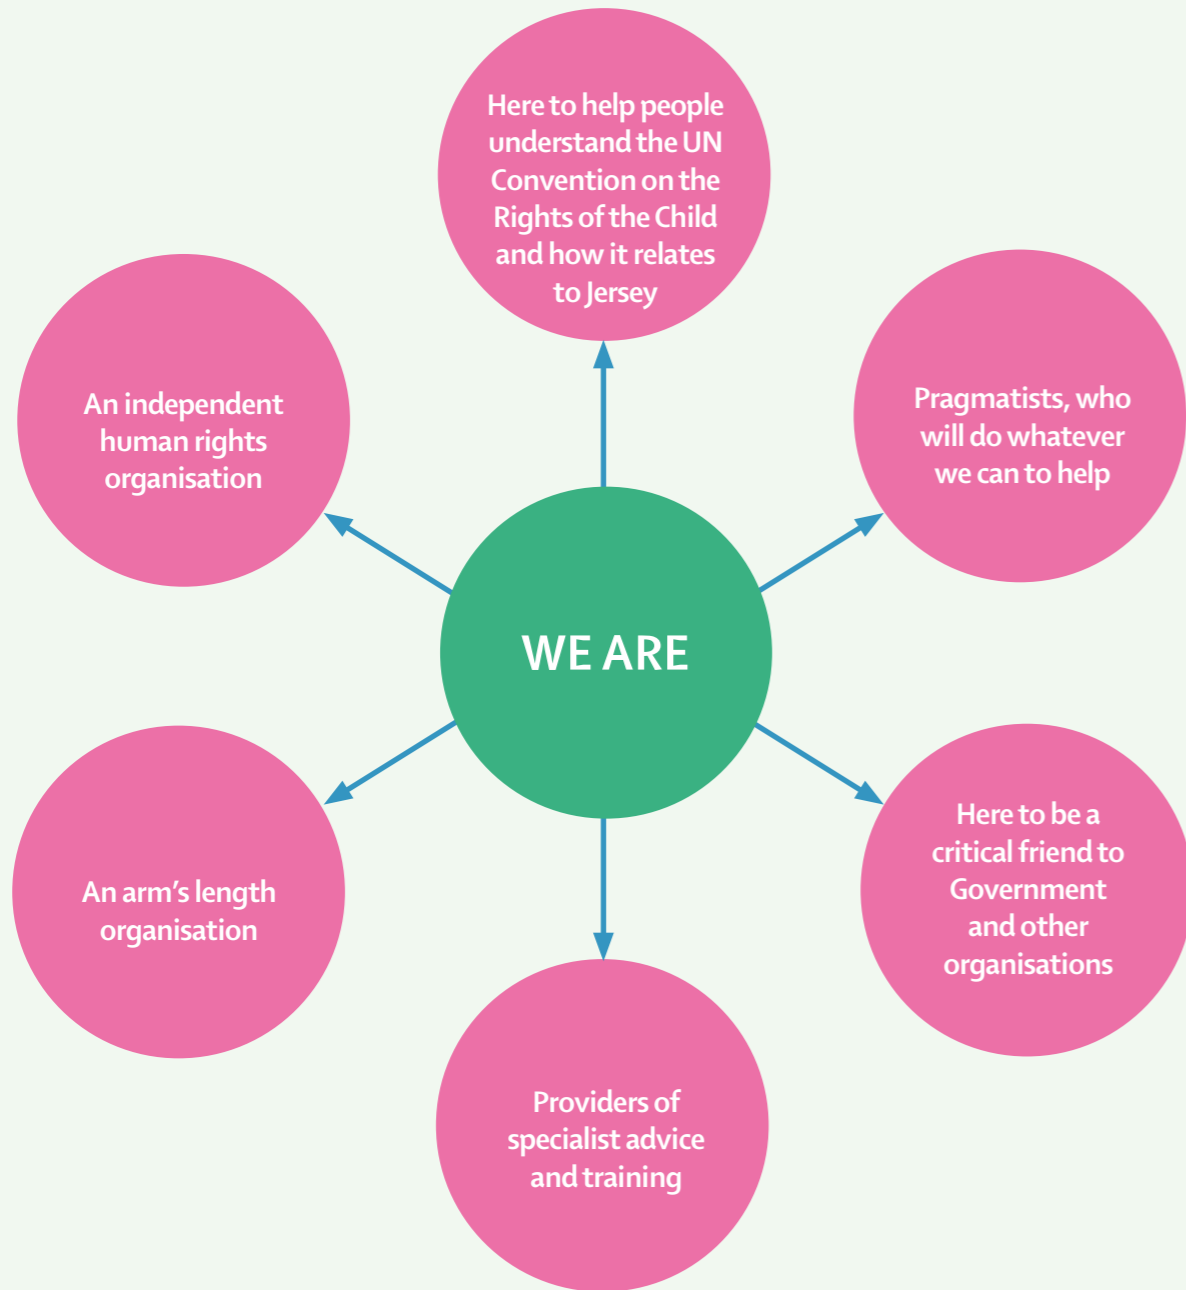 Here to help people
understand the UN
Convention on the
Rights of the Child
and how it relates
to Jersey
An independent
human rights
organisation
Pragmatists, who
will do whatever
we can to help
WE ARE
An arm's length
organisation
Here to be a
critical friend to
Government
and other
organisations
Providers of
specialist advice
and training